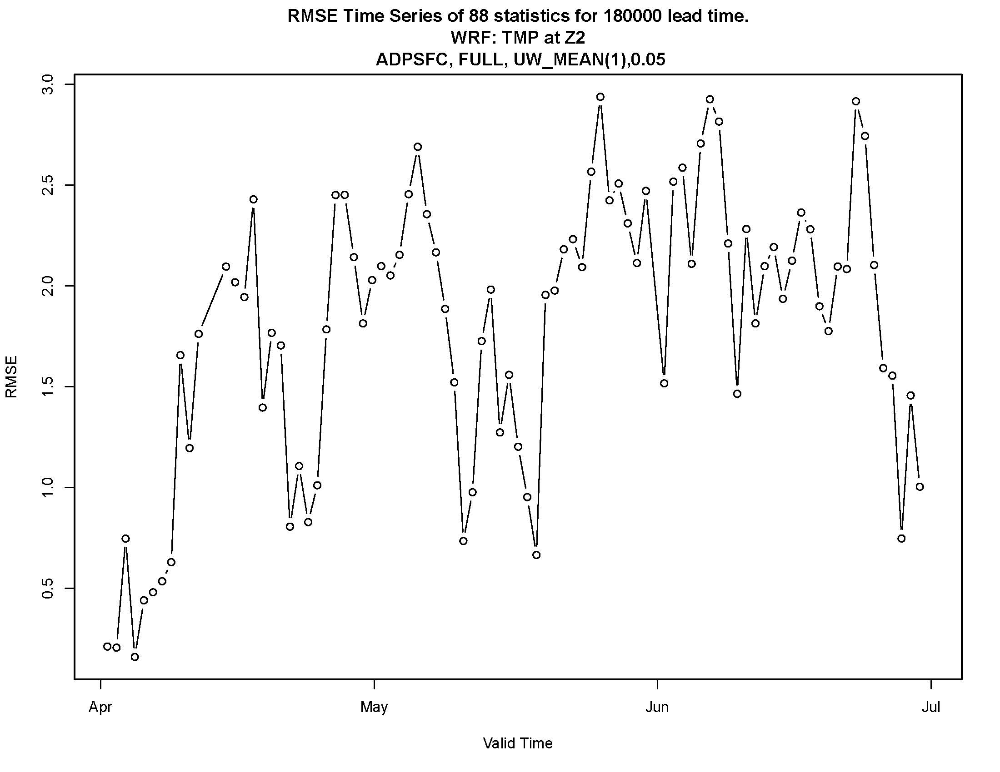 RMSE Time Series of 88 statistics for 180000 lead time.
WRF: TMP at Z2
ADPSFC, FULL, UW_MEAN(1),0.05
3.0
2.5
2.0
1.5
1.0
0.5
RMSE
Apr May Jun Jul
Valid Time